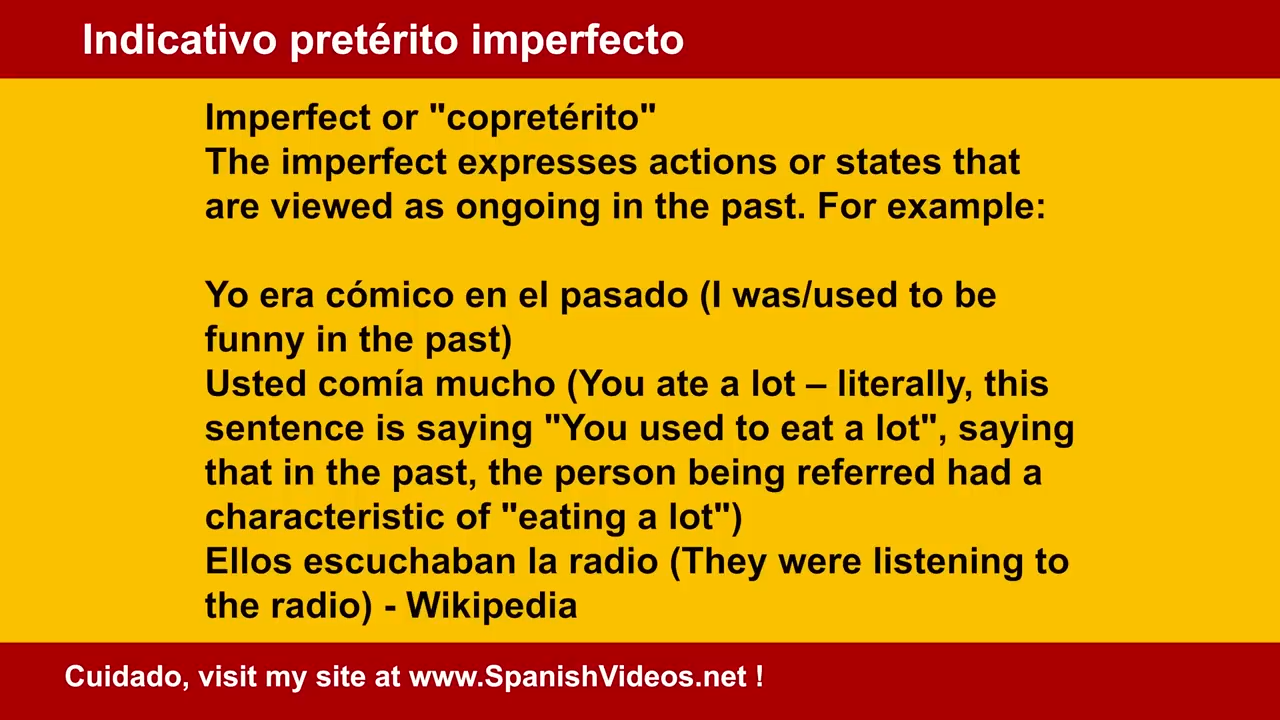 Indicativo pretérito imperfecto
Imperfect or "copretérito"
The imperfect expresses actions or states that
are viewed as ongoing in the past. For example:
Yo era cómico en el pasado (I was/used to be
funny in the past)
Usted comía mucho (You ate a lot – literally, this
sentence is saying "You used to eat a lot", saying
that in the past, the person being referred had a
characteristic of "eating a lot")
Ellos escuchaban la radio (They were listening to
the radio) - Wikipedia
Cuidado, visit my site at www.SpanishVideos.net !